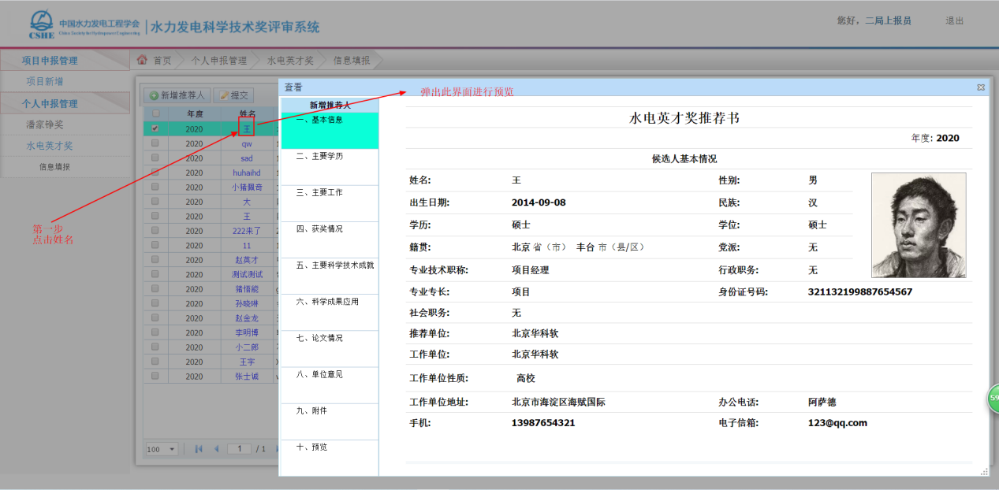 中国水力发电工程学会
China Society for Hydropower Engineering
CSHE
水力发电科学技术奖评审系统
您好，二局上报员
退出
项目申报管理
项目新增
个人申报管理
潘家铮奖
水电英才奖
信息填报
首页
个人申报管理
水电英才奖
信息填报
新增推荐人
提交
年度
姓名
2020 王
2020 qw
2020 sad
2020 huhaihd
2020 小猪佩奇
2020 大
2020 王
2020 222来了
2020 11
2020 赵英才
2020 测试测试
2020 猪悟能
2020 孙晓琳
2020 赵金龙
2020 李明博
2020 小二郎
2020 王宇
2020 张士诚
100
1 / 1
第一步
点击姓名
查看
弹出此界面进行预览
新增推荐人
一、基本信息
二、主要学历
三、主要工作
四、获奖情况
五、主要科学技术成就
六、科学成果应用
七、论文情况
八、单位意见
九、附件
十、预览
水电英才奖推荐书
年度: 2020
候选人基本情况
姓名: 王 性别: 男
出生日期: 2014-09-08 民族: 汉
学历: 硕士 学位: 硕士
籍贯: 北京 省（市） 丰台 市（县/区） 党派: 无
专业技术职称: 项目经理 行政职务: 无
专业专长: 项目 身份证号码: 321132199887654567
社会职务: 无
推荐单位: 北京华科软
工作单位: 北京华科软
工作单位性质: 高校
工作单位地址: 北京市海淀区海赋国际 办公电话: 阿萨德
手机: 13987654321 电子信箱: 123@qq.com